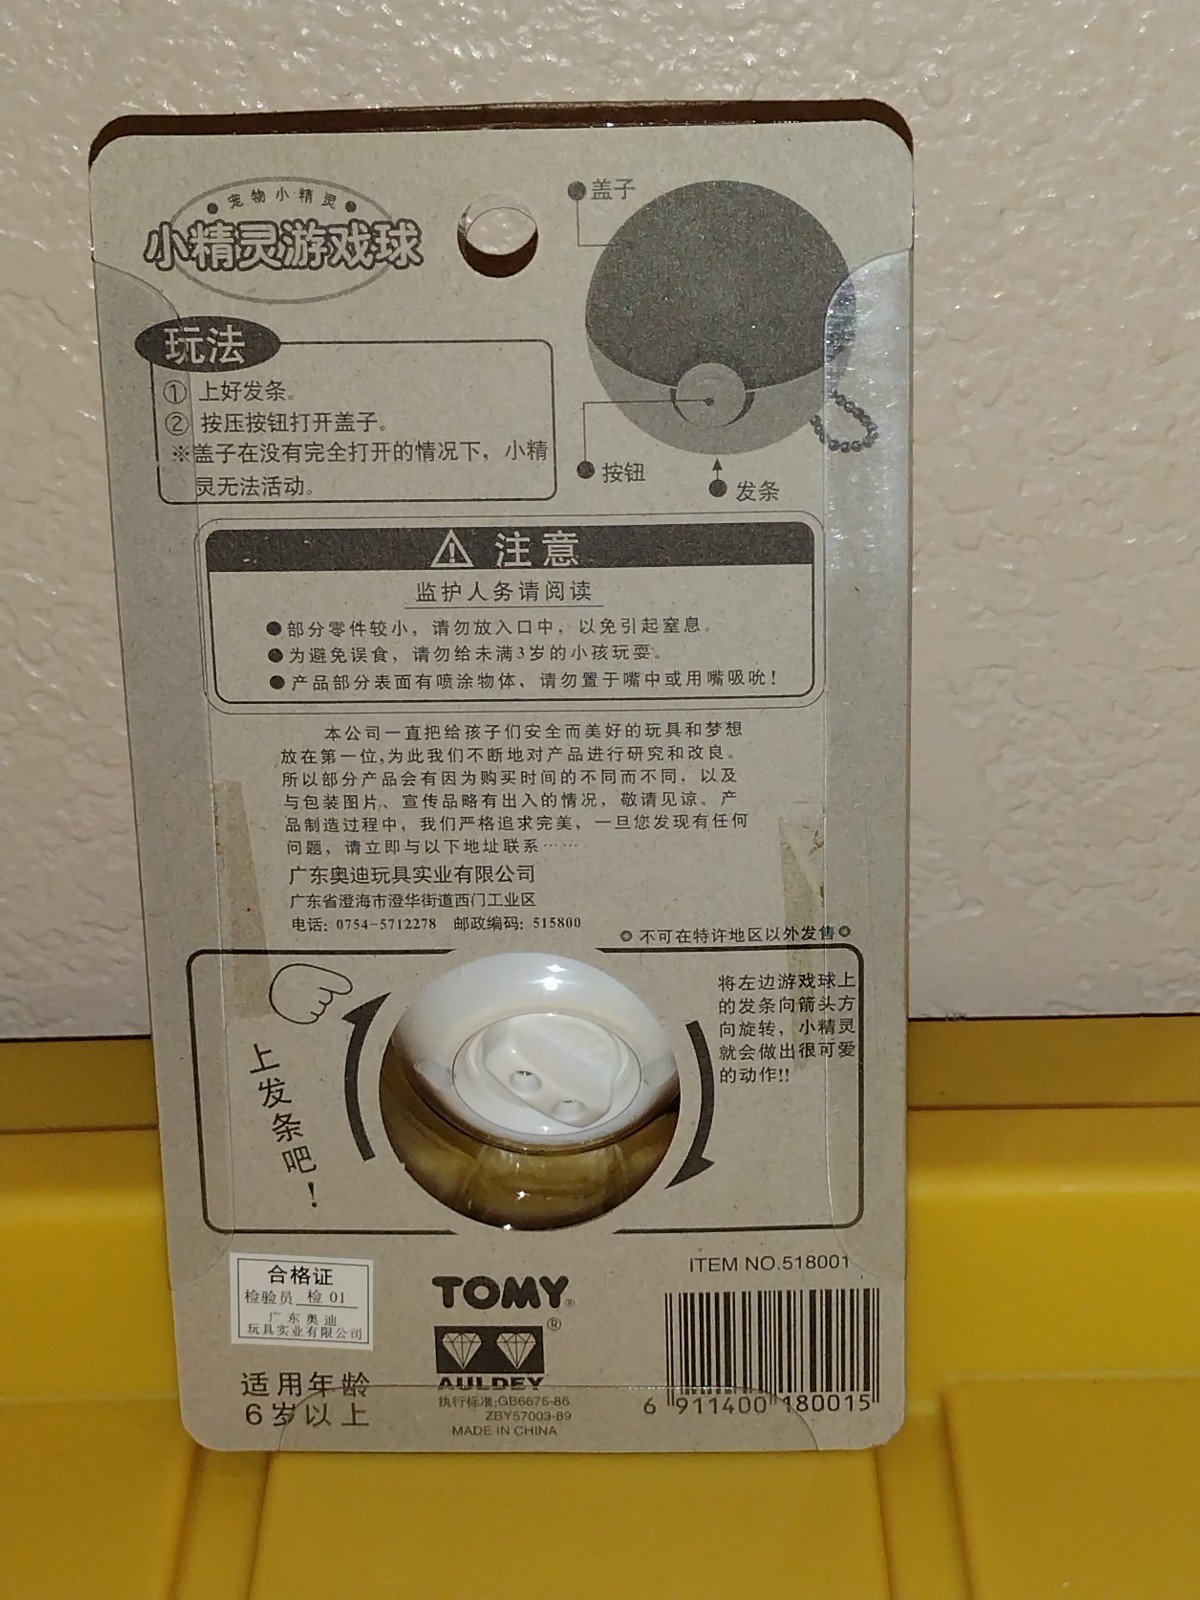 宠物小精灵
小精灵游戏球
盖子
玩法
① 上好发条。
② 按压按钮打开盖子。
※盖子在没有完全打开的情况下，小精
灵无法活动。
按钮
发条
注意
监护人务请阅读
●部分零件较小，请勿放入口中，以免引起窒息。
●为避免误食，请勿给未满3岁的小孩玩耍。
●产品部分表面有喷涂物体，请勿置于嘴中或用嘴吸吮！
本公司一直把给孩子们安全而美好的玩具和梦想
放在第一位,为此我们不断地对产品进行研究和改良。
所以部分产品会有因为购买时间的不同而不同，以及
与包装图片、宣传品略有出入的情况，敬请见谅。产
品制造过程中，我们严格追求完美，一旦您发现有任何
问题，请立即与以下地址联系……
广东奥迪玩具实业有限公司
广东省澄海市澄华街道西门工业区
电话：0754-5712278 邮政编码：515800
不可在特许地区以外发售
上发条吧！
将左边游戏球上
的发条向箭头方
向旋转，小精灵
就会做出很可爱
的动作!!
合格证
检验员 检 01
广东奥迪
玩具实业有限公司
适用年龄
6岁以上
TOMY®
®
AULDEY
执行标准:GB6675-86
ZBY57003-89
MADE IN CHINA
ITEM NO.518001
6 911400 180015